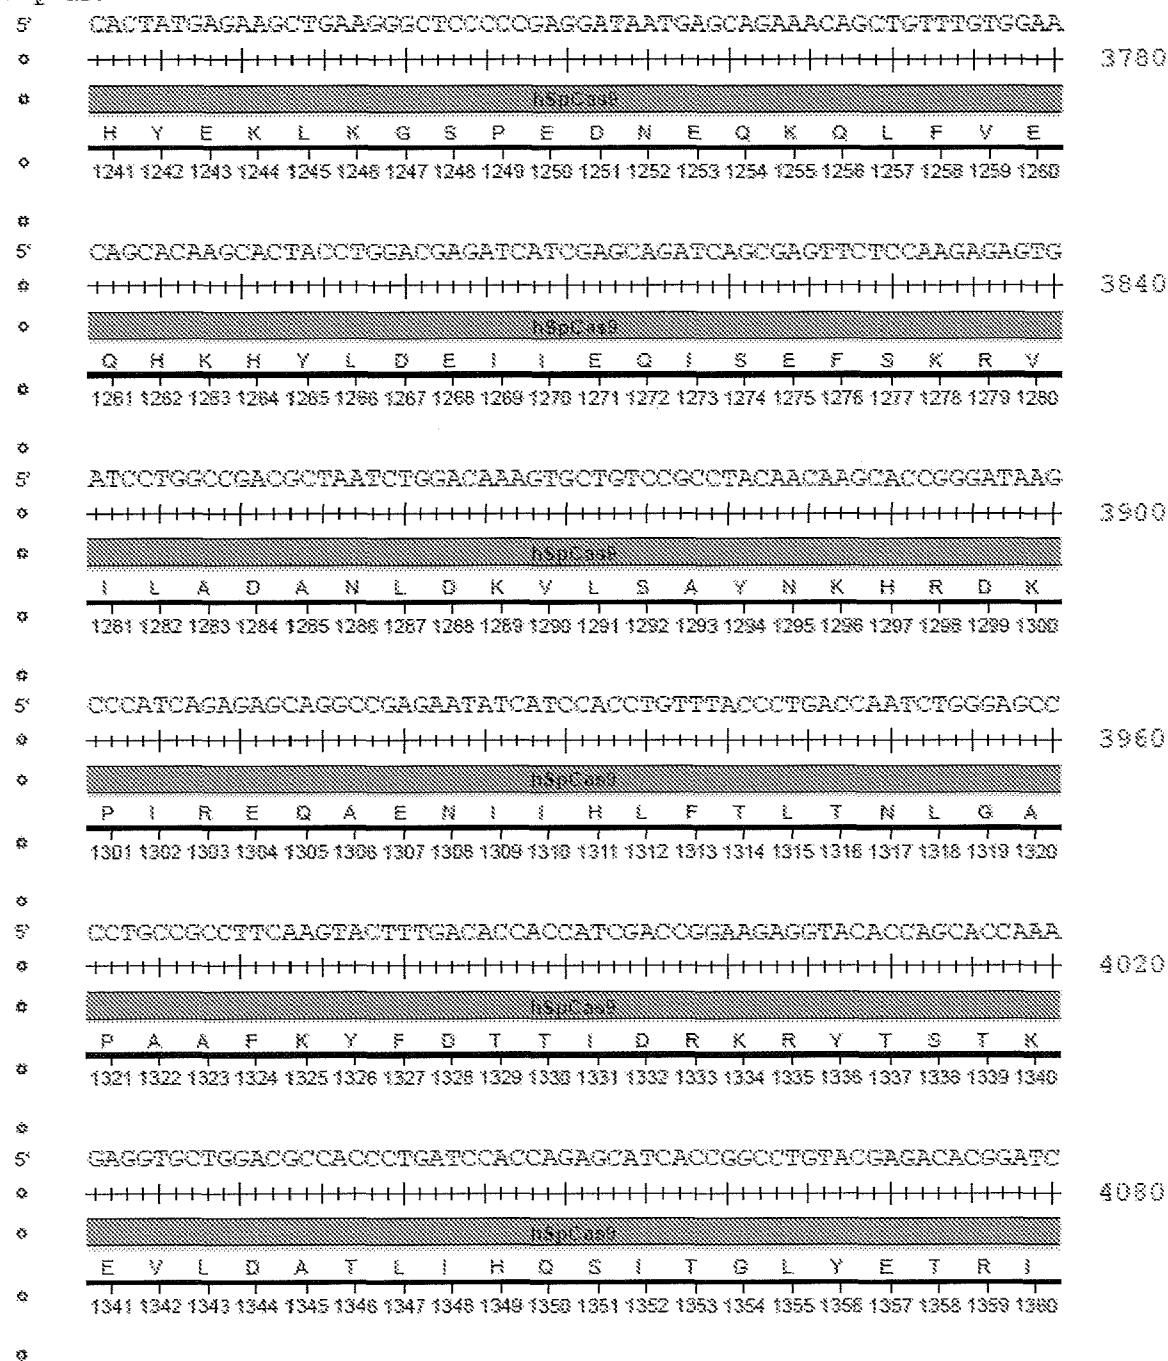 5'
CACTATGAGAAGCTGAAGGGCTCCCCCGAGGATAATGAGCAGAAACAGCTGTTTGTGGAA
3780
hSpCas9
H Y E K L K G S P E D N E Q K Q L F V E
1241 1242 1243 1244 1245 1246 1247 1248 1249 1250 1251 1252 1253 1254 1255 1256 1257 1258 1259 1260
5'
CAGCACAAGCACTACCTGGACGAGATCATCGAGCAGATCAGCGAGTTCTCCAAGAGAGTG
3840
hSpCas9
Q H K H Y L D E I I E Q I S E F S K R V
1261 1262 1263 1264 1265 1266 1267 1268 1269 1270 1271 1272 1273 1274 1275 1276 1277 1278 1279 1280
5'
ATCCTGGCCGACGCTAATCTGGACAAAGTGCTGTCCGCCTACAACAAGCACCGGGATAAG
3900
hSpCas9
I L A D A N L D K V L S A Y N K H R D K
1281 1282 1283 1284 1285 1286 1287 1288 1289 1290 1291 1292 1293 1294 1295 1296 1297 1298 1299 1300
5'
CCCATCAGAGAGCAGGCCGAGAATATCATCCACCTGTTTACCCTGACCAATCTGGGAGCC
3960
hSpCas9
P I R E Q A E N I I H L F T L T N L G A
1301 1302 1303 1304 1305 1306 1307 1308 1309 1310 1311 1312 1313 1314 1315 1316 1317 1318 1319 1320
5'
CCTGCCGCCTTCAAGTACTTTGACACCACCATCGACCGGAAGAGGTACACCAGCACCAAA
4020
hSpCas9
P A A F K Y F D T T I D R K R Y T S T K
1321 1322 1323 1324 1325 1326 1327 1328 1329 1330 1331 1332 1333 1334 1335 1336 1337 1338 1339 1340
5'
GAGGTGCTGGACGCCACCCTGATCCACCAGAGCATCACCGGCCTGTACGAGACACGGATC
4080
hSpCas9
E V L D A T L I H Q S I T G L Y E T R I
1341 1342 1343 1344 1345 1346 1347 1348 1349 1350 1351 1352 1353 1354 1355 1356 1357 1358 1359 1360